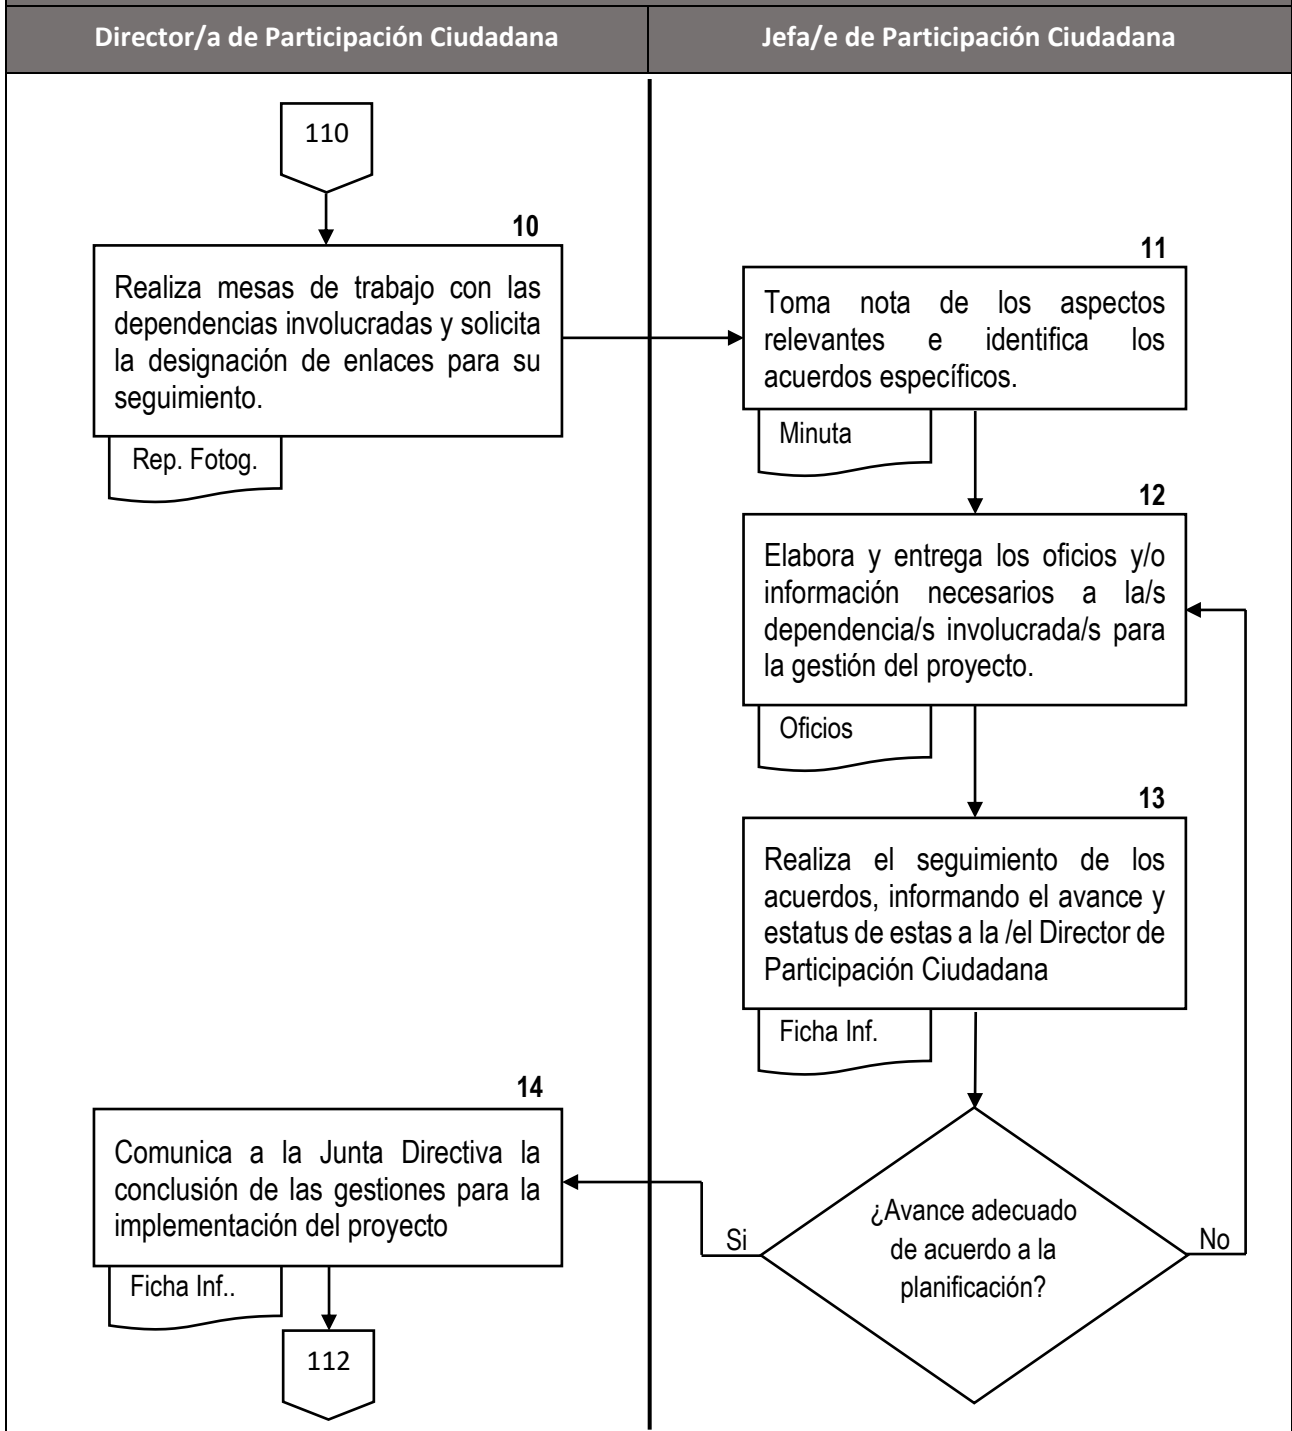 Director/a de Participación Ciudadana
Jefa/e de Participación Ciudadana
110
10
Realiza mesas de trabajo con las
dependencias involucradas y solicita
la designación de enlaces para su
seguimiento.
Rep. Fotog.
11
Toma nota de los aspectos
relevantes e identifica los
acuerdos específicos.
Minuta
12
Elabora y entrega los oficios y/o
información necesarios a la/s
dependencia/s involucrada/s para
la gestión del proyecto.
Oficios
13
Realiza el seguimiento de los
acuerdos, informando el avance y
estatus de estas a la /el Director de
Participación Ciudadana
Ficha Inf.
¿Avance adecuado
de acuerdo a la
planificación?
Si
No
14
Comunica a la Junta Directiva la
conclusión de las gestiones para la
implementación del proyecto
Ficha Inf..
112